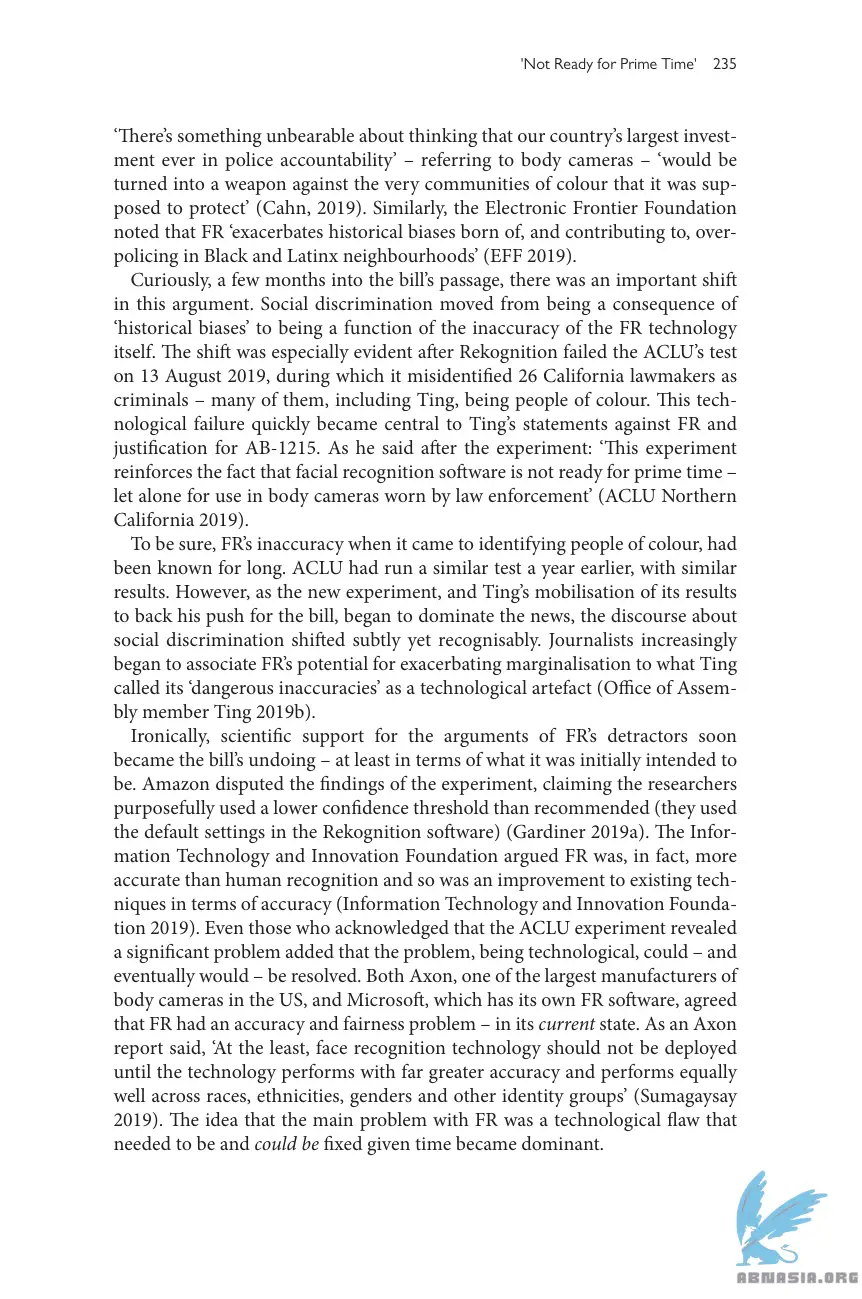 'Not Ready for Prime Time' 235
‘There’s something unbearable about thinking that our country’s largest invest-
ment ever in police accountability’ – referring to body cameras – ‘would be
turned into a weapon against the very communities of colour that it was sup-
posed to protect’ (Cahn, 2019). Similarly, the Electronic Frontier Foundation
noted that FR ‘exacerbates historical biases born of, and contributing to, over-
policing in Black and Latinx neighbourhoods’ (EFF 2019).
Curiously, a few months into the bill’s passage, there was an important shift
in this argument. Social discrimination moved from being a consequence of
‘historical biases’ to being a function of the inaccuracy of the FR technology
itself. The shift was especially evident after Rekognition failed the ACLU’s test
on 13 August 2019, during which it misidentified 26 California lawmakers as
criminals – many of them, including Ting, being people of colour. This tech-
nological failure quickly became central to Ting’s statements against FR and
justification for AB-1215. As he said after the experiment: ‘This experiment
reinforces the fact that facial recognition software is not ready for prime time –
let alone for use in body cameras worn by law enforcement’ (ACLU Northern
California 2019).
To be sure, FR’s inaccuracy when it came to identifying people of colour, had
been known for long. ACLU had run a similar test a year earlier, with similar
results. However, as the new experiment, and Ting’s mobilisation of its results
to back his push for the bill, began to dominate the news, the discourse about
social discrimination shifted subtly yet recognisably. Journalists increasingly
began to associate FR’s potential for exacerbating marginalisation to what Ting
called its ‘dangerous inaccuracies’ as a technological artefact (Office of Assem-
bly member Ting 2019b).
Ironically, scientific support for the arguments of FR’s detractors soon
became the bill’s undoing – at least in terms of what it was initially intended to
be. Amazon disputed the findings of the experiment, claiming the researchers
purposefully used a lower confidence threshold than recommended (they used
the default settings in the Rekognition software) (Gardiner 2019a). The Infor-
mation Technology and Innovation Foundation argued FR was, in fact, more
accurate than human recognition and so was an improvement to existing tech-
niques in terms of accuracy (Information Technology and Innovation Founda-
tion 2019). Even those who acknowledged that the ACLU experiment revealed
a significant problem added that the problem, being technological, could – and
eventually would – be resolved. Both Axon, one of the largest manufacturers of
body cameras in the US, and Microsoft, which has its own FR software, agreed
that FR had an accuracy and fairness problem – in its current state. As an Axon
report said, ‘At the least, face recognition technology should not be deployed
until the technology performs with far greater accuracy and performs equally
well across races, ethnicities, genders and other identity groups’ (Sumagaysay
2019). The idea that the main problem with FR was a technological flaw that
needed to be and could be fixed given time became dominant.
ABNASIA.ORG